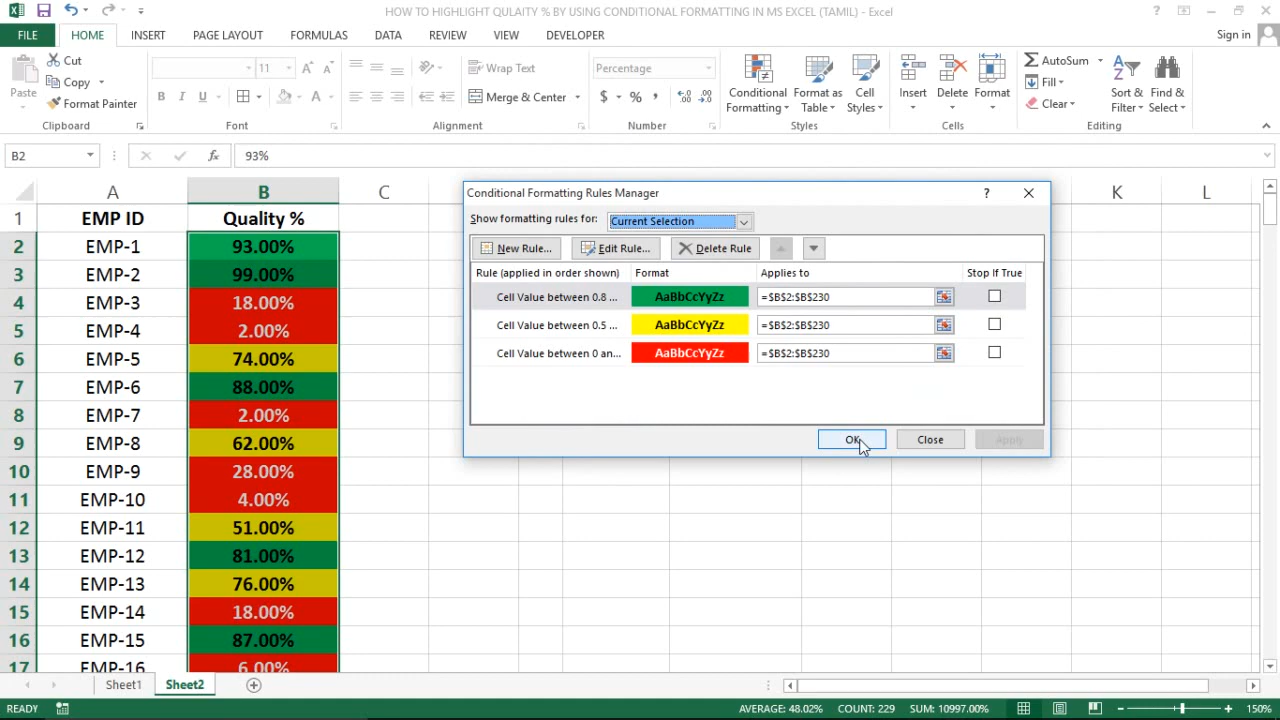 HOW TO HIGHLIGHT QULAITY % BY USING CONDITIONAL FORMATTING IN MS EXCEL (TAMIL) - Excel
FILE HOME INSERT PAGE LAYOUT FORMULAS DATA REVIEW VIEW DEVELOPER Sign in
Paste
Cut
Copy
Format Painter
11
Wrap Text
Merge & Center
Percentage
$ % ,
Conditional Formatting
Format as Table
Cell Styles
Insert
Delete
Format
AutoSum
Fill
Clear
Sort & Filter
Find & Select
Clipboard Font Alignment Number Styles Cells Editing
B2 fx 93%
A B C K L
1 EMP ID Quality %
2 EMP-1 93.00%
3 EMP-2 99.00%
4 EMP-3 18.00%
5 EMP-4 2.00%
6 EMP-5 74.00%
7 EMP-6 88.00%
8 EMP-7 2.00%
9 EMP-8 62.00%
10 EMP-9 28.00%
11 EMP-10 4.00%
12 EMP-11 51.00%
13 EMP-12 81.00%
14 EMP-13 76.00%
15 EMP-14 18.00%
16 EMP-15 87.00%
17 EMP-16 6.00%
Conditional Formatting Rules Manager ?
Show formatting rules for: Current Selection
New Rule... Edit Rule... Delete Rule
Rule (applied in order shown) Format Applies to Stop If True
Cell Value between 0.8 ... AaBbCcYyZz =$B$2:$B$230
Cell Value between 0.5 ... AaBbCcYyZz =$B$2:$B$230
Cell Value between 0 an... AaBbCcYyZz =$B$2:$B$230
OK Close Apply
Sheet1 Sheet2
READY AVERAGE: 48.02% COUNT: 229 SUM: 10997.00% 150%